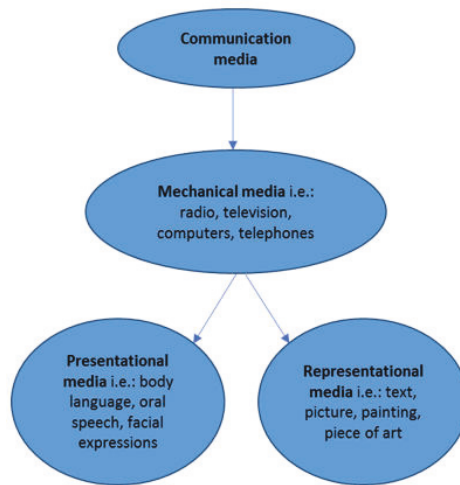 Communication
media
Mechanical media i.e.:
radio, television,
computers, telephones
Presentational
media i.e.: body
language, oral
speech, facial
expressions
Representational
media i.e.: text,
picture, painting,
piece of art